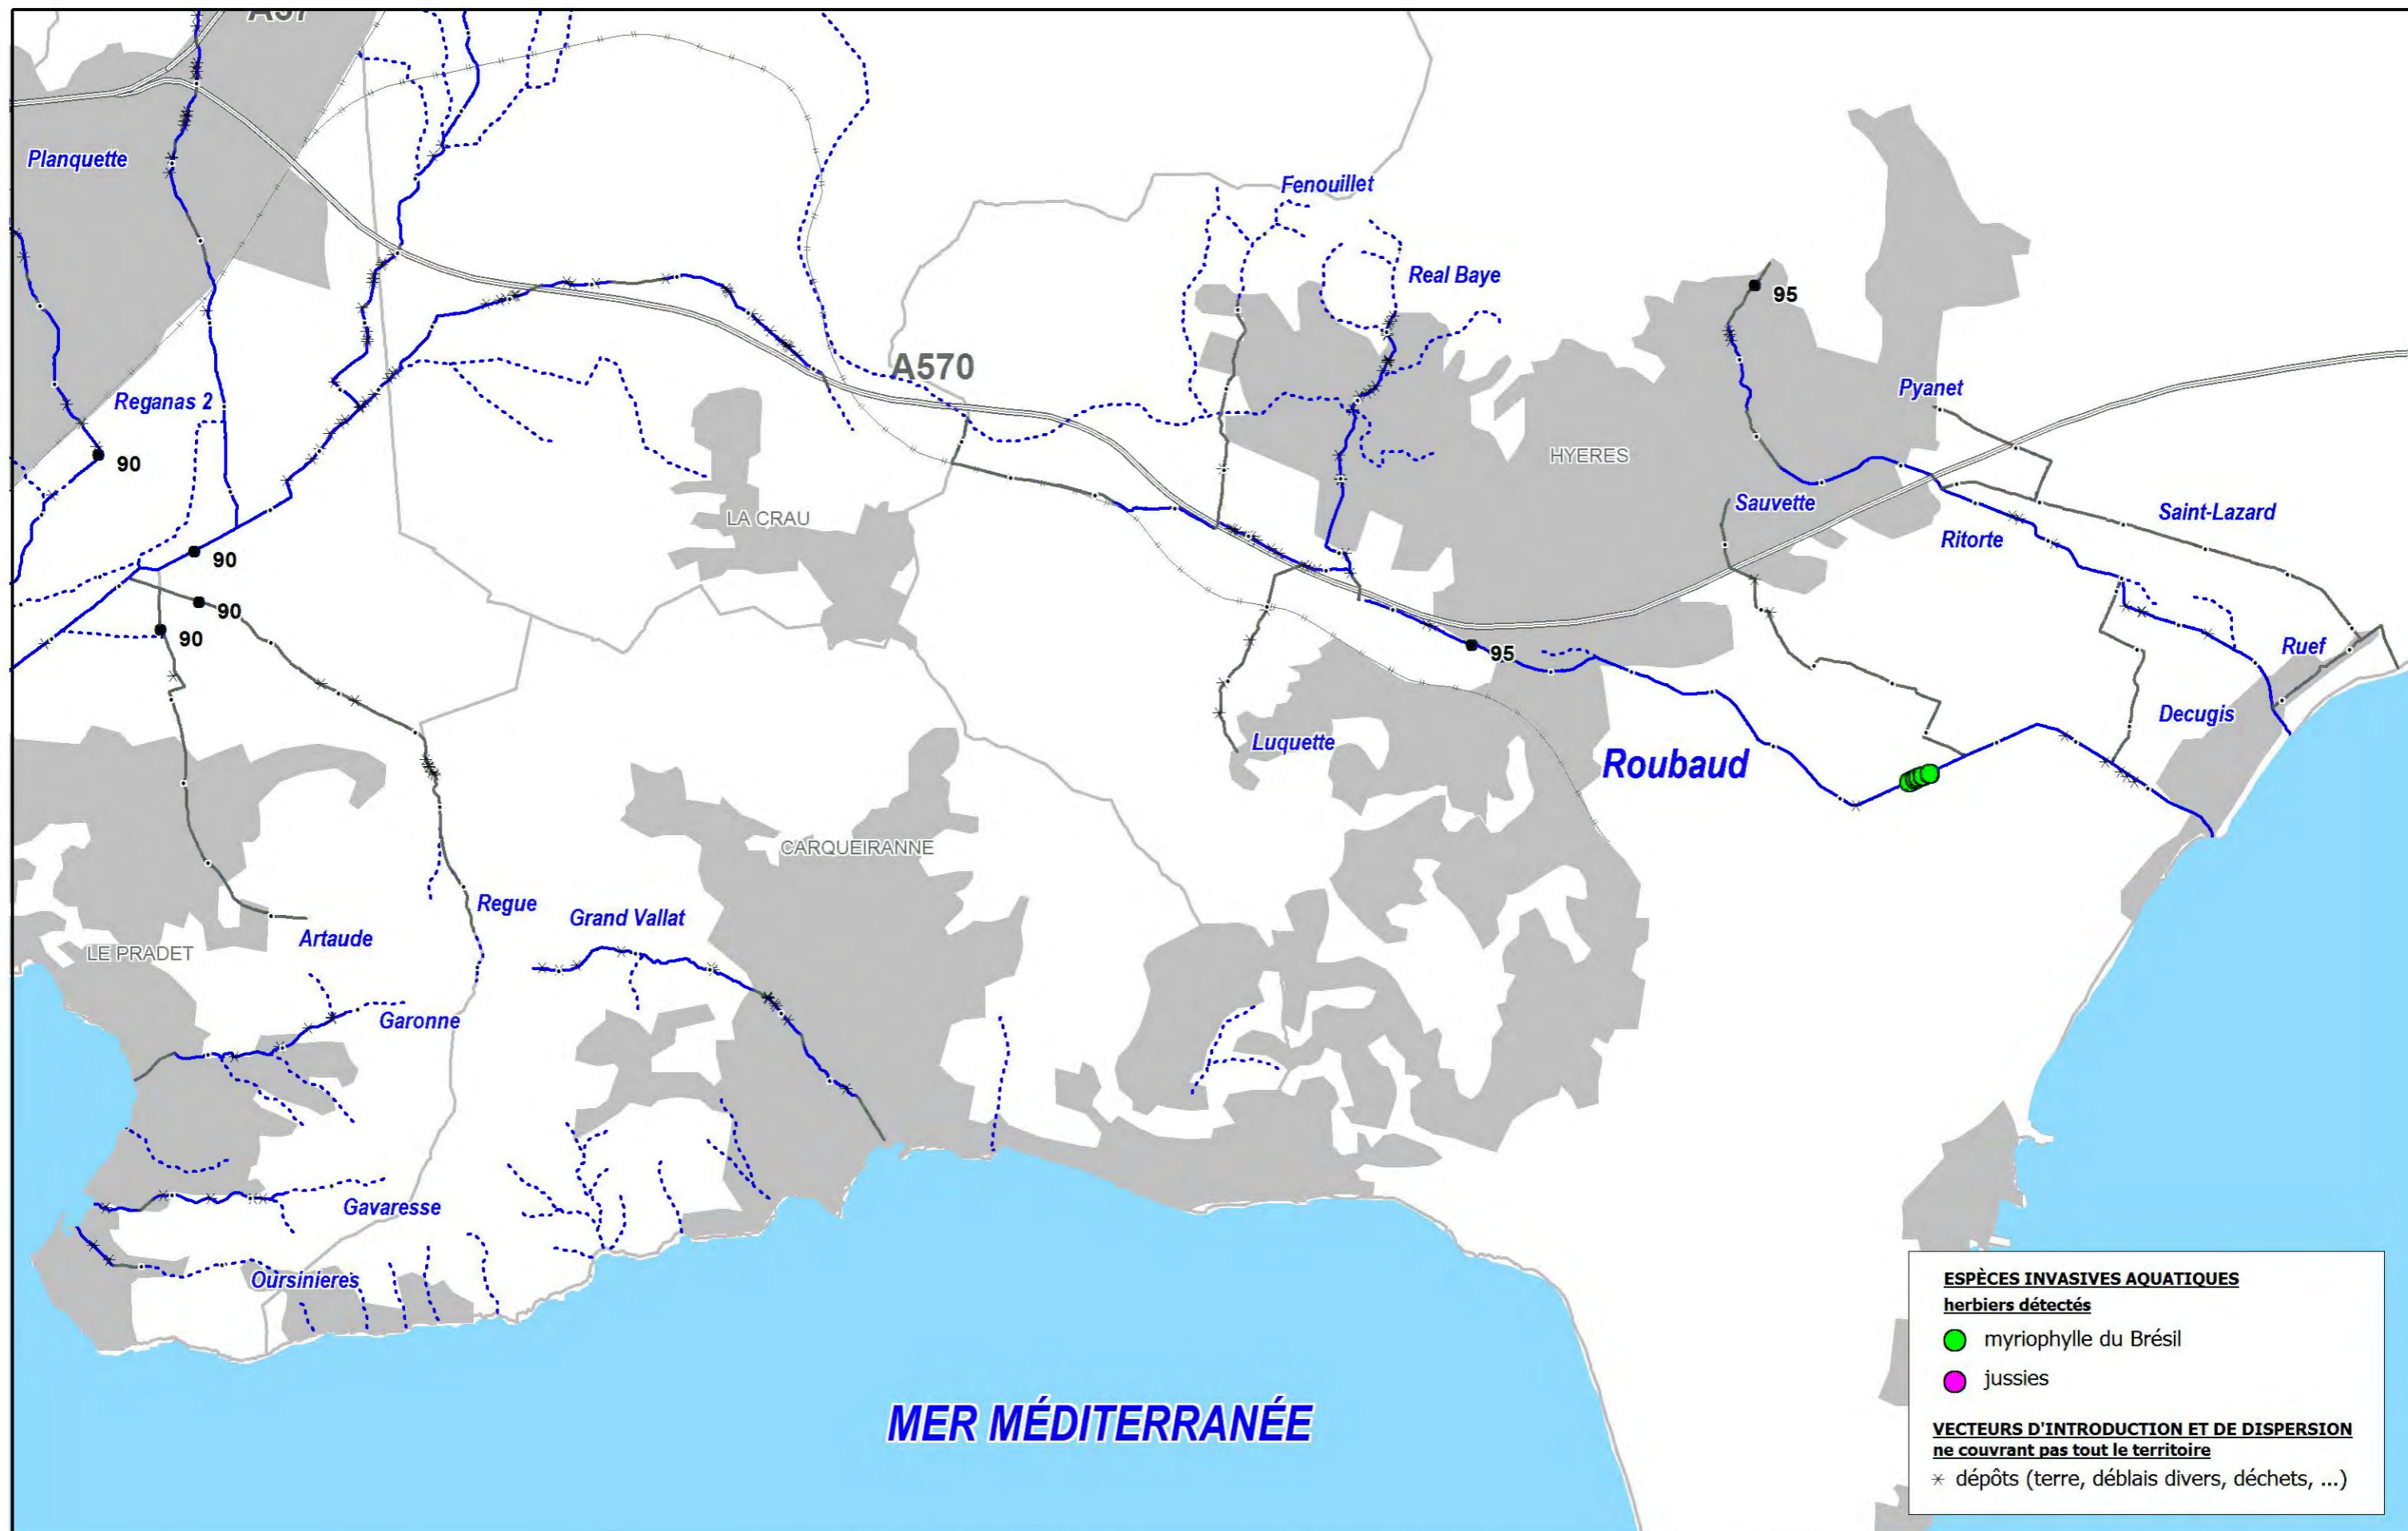 A57
Planquette
Fenouillet
Real Baye
95
A570
Pyanet
Reganas 2
HYERES
90
Sauvette
Saint-Lazard
LA CRAU
Ritorte
90
90
90
Ruef
95
Decugis
Luquette
Roubaud
CARQUEIRANNE
Regue
Grand Vallat
Artaude
LE PRADET
Garonne
Gavaresse
Oursinieres
MER MÉDITERRANÉE
ESPÈCES INVASIVES AQUATIQUES
herbiers détectés
myriophylle du Brésil
jussies
VECTEURS D'INTRODUCTION ET DE DISPERSION
ne couvrant pas tout le territoire
dépôts (terre, déblais divers, déchets, ...)